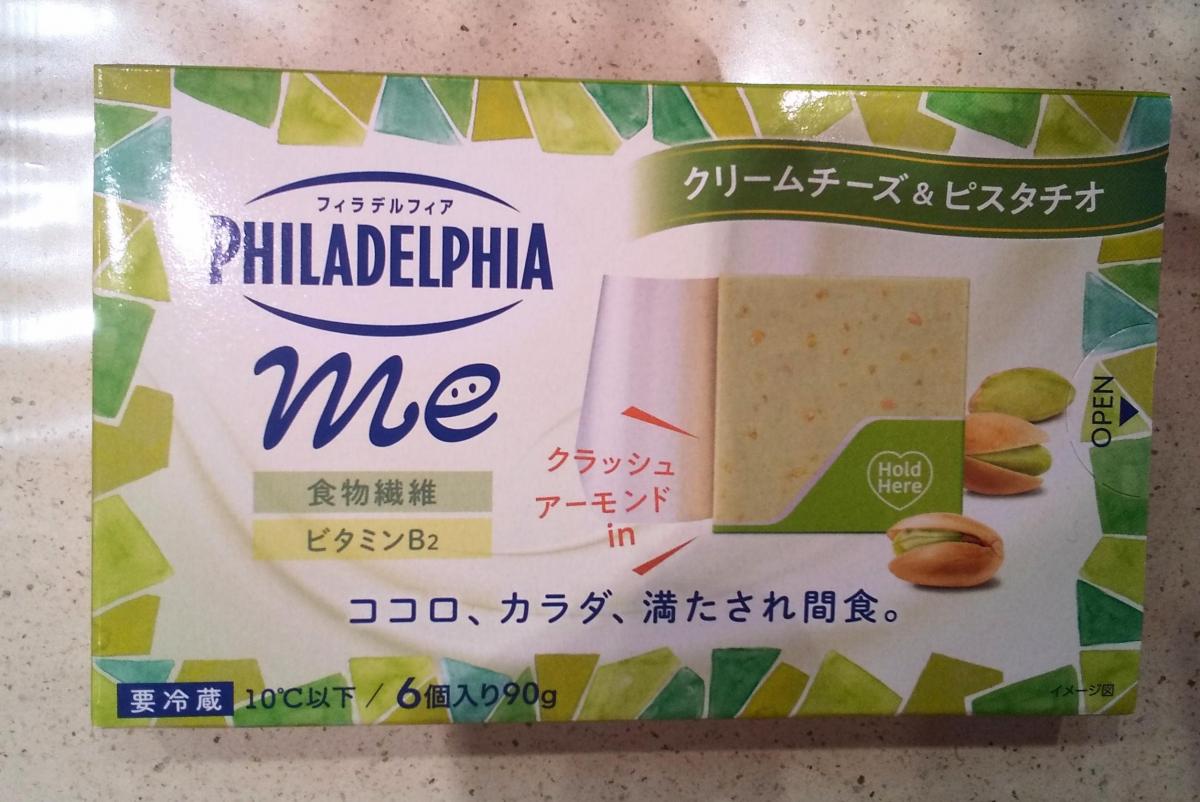 クリームチーズ&ピスタチオ
フィラデルフィア
PHILADELPHIA
me
食物繊維
ビタミンB2
クラッシュ
アーモンド
in
Hold
Here
OPEN
ココロ、カラダ、満たされ間食。
要冷蔵 10℃以下 / 6個入り90g
イメージ図